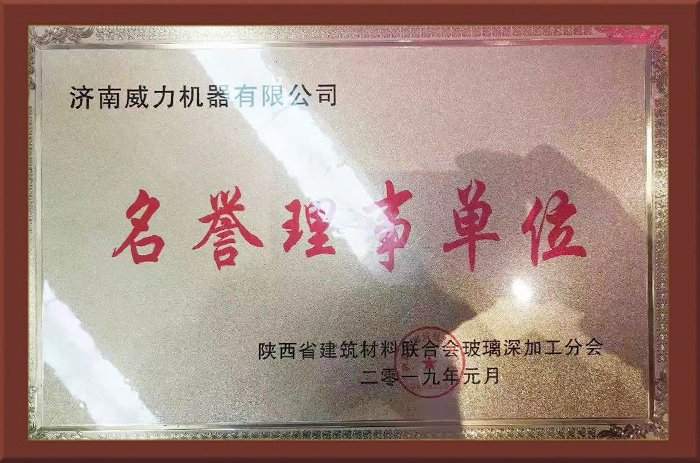 济南威力机器有限公司
名誉理事单位
陕西省建筑材料联合会玻璃深加工分会
二零一九年元月